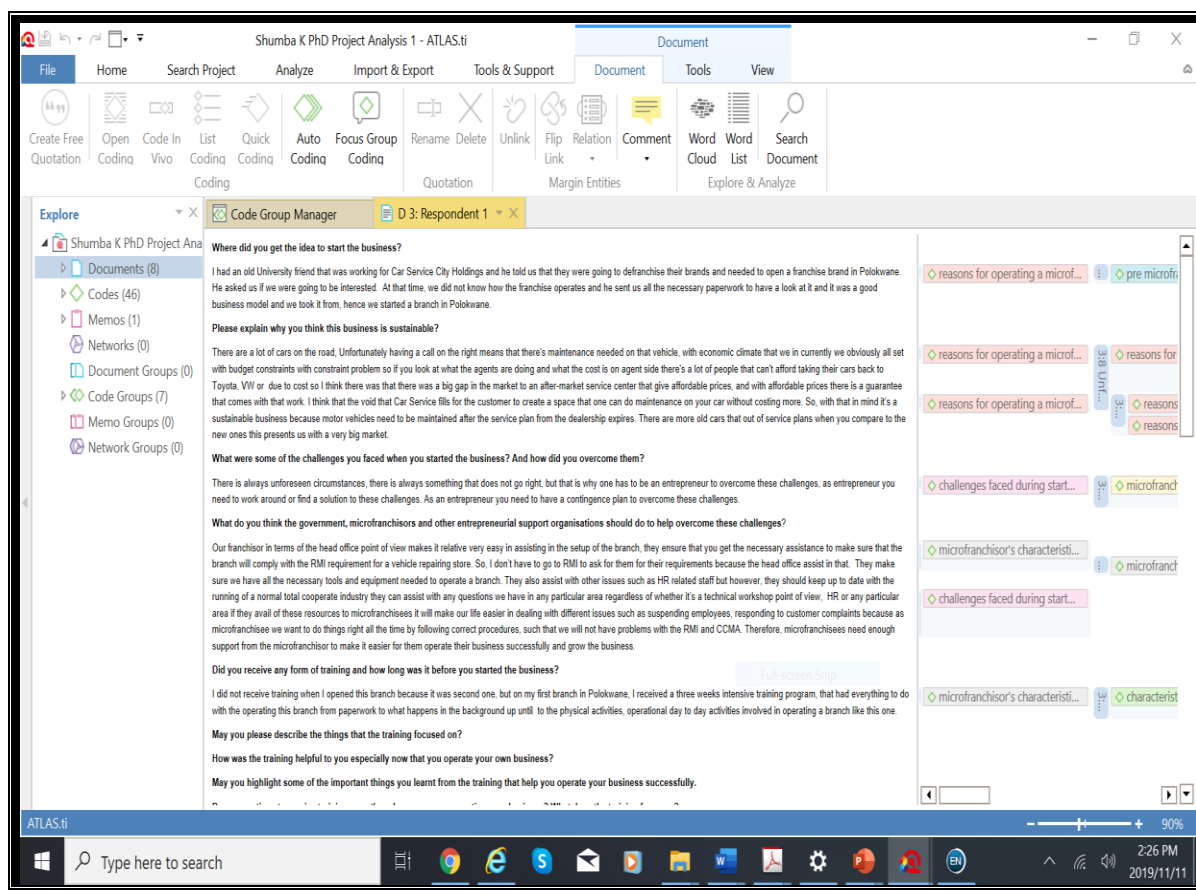 Shumba K PhD Project Analysis 1 - ATLAS.ti
Document
File Home Search Project Analyze Import & Export Tools & Support Document Tools View
Create Free Quotation
Open Coding
Code In Vivo
List Coding
Quick Coding
Auto Coding
Focus Group Coding
Rename Delete Unlink
Flip Link
Relation Comment
Word Cloud
Word List
Search Document
Coding Quotation Margin Entities Explore & Analyze
Explore
Code Group Manager
D 3: Respondent 1
Shumba K PhD Project Ana
Documents (8)
Codes (46)
Memos (1)
Networks (0)
Document Groups (0)
Code Groups (7)
Memo Groups (0)
Network Groups (0)
Where did you get the idea to start the business?
I had an old University friend that was working for Car Service City Holdings and he told us that they were going to defranchise their brands and needed to open a franchise brand in Polokwane.
He asked us if we were going to be interested. At that time, we did not know how the franchise operates and he sent us all the necessary paperwork to have a look at it and it was a good
business model and we took it from, hence we started a branch in Polokwane.
Please explain why you think this business is sustainable?
There are a lot of cars on the road, Unfortunately having a call on the right means that there's maintenance needed on that vehicle, with economic climate that we in currently we obviously all set
with budget constraints with constraint problem so if you look at what the agents are doing and what the cost is on agent side there's a lot of people that can't afford taking their cars back to
Toyota, VW or due to cost so I think there was that there was a big gap in the market to an after-market service center that give affordable prices, and with affordable prices there is a guarantee
that comes with that work. I think that the void that Car Service fills for the customer to create a space that one can do maintenance on your car without costing more. So, with that in mind it's a
sustainable business because motor vehicles need to be maintained after the service plan from the dealership expires. There are more old cars that out of service plans when you compare to the
new ones this presents us with a very big market.
What were some of the challenges you faced when you started the business? And how did you overcome them?
There is always unforeseen circumstances, there is always something that does not go right, but that is why one has to be an entrepreneur to overcome these challenges, as entrepreneur you
need to work around or find a solution to these challenges. As an entrepreneur you need to have a contingence plan to overcome these challenges.
What do you think the government, microfranchisors and other entrepreneurial support organisations should do to help overcome these challenges?
Our franchisor in terms of the head office point of view makes it relative very easy in assisting in the setup of the branch, they ensure that you get the necessary assistance to make sure that the
branch will comply with the RMI requirement for a vehicle repairing store. So, I don't have to go to RMI to ask for them for their requirements because the head office assist in that. They make
sure we have all the necessary tools and equipment needed to operate a branch. They also assist with other issues such as HR related staff but however, they should keep up to date with the
running of a normal total cooperate industry they can assist with any questions we have in any particular area regardless of whether it's a technical workshop point of view, HR or any particular
area if they avail of these resources to microfranchisees it will make our life easier in dealing with different issues such as suspending employees, responding to customer complaints because as
microfranchisee we want to do things right all the time by following correct procedures, such that we will not have problems with the RMI and CCMA. Therefore, microfranchisees need enough
support from the microfranchisor to make it easier for them operate their business successfully and grow the business.
Did you receive any form of training and how long was it before you started the business?
Full-screen Snip
I did not receive training when I opened this branch because it was second one, but on my first branch in Polokwane, I received a three weeks intensive training program, that had everything to do
with the operating this branch from paperwork to what happens in the background up until to the physical activities, operational day to day activities involved in operating a branch like this one.
May you please describe the things that the training focused on?
How was the training helpful to you especially now that you operate your own business?
May you highlight some of the important things you learnt from the training that help you operate your business successfully.
reasons for operating a microf...
pre microfra
reasons for operating a microf...
3:8 Unf...
reasons for
reasons for operating a microf...
3:...
reasons
reasons
challenges faced during start...
3:...
microfranch
microfranchisor's characteristi...
microfranch
challenges faced during start...
microfranchisor's characteristi...
3:...
characterist
ATLAS.ti
90%
Type here to search
EN
2:26 PM
2019/11/11